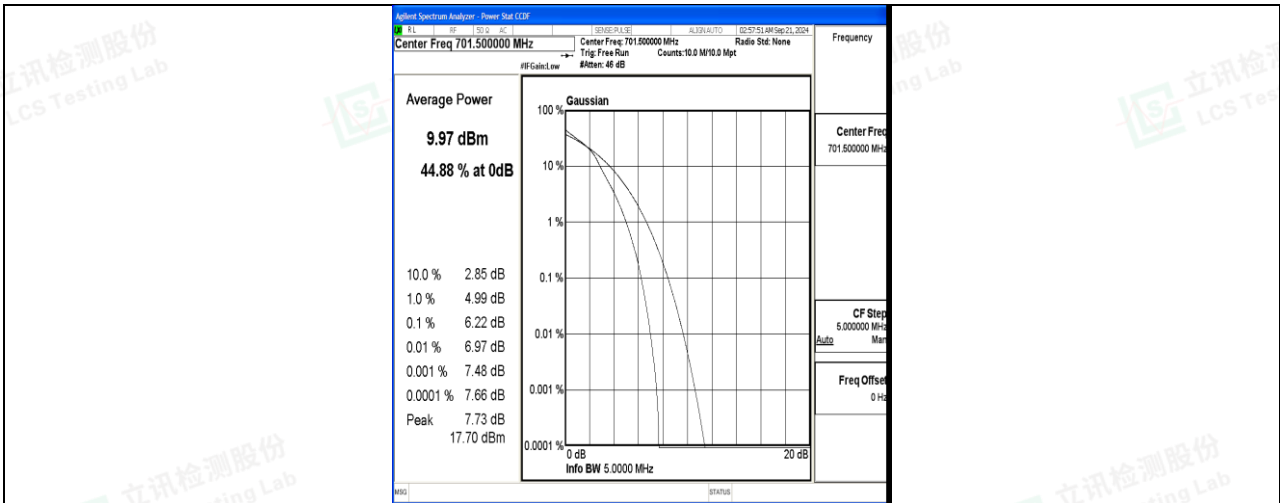 Agilent Spectrum Analyzer - Power Stat CCDF
RL RF 50 Ω AC SENSE:PULSE ALIGN AUTO 02:57:51 AM Sep 21, 2024
Center Freq 701.500000 MHz
Center Freq: 701.500000 MHz Radio Std: None
Trig: Free Run Counts:10.0 M/10.0 Mpt
#IFGain:Low #Atten: 46 dB
Frequency
Average Power
9.97 dBm
44.88 % at 0dB
10.0 % 2.85 dB
1.0 % 4.99 dB
0.1 % 6.22 dB
0.01 % 6.97 dB
0.001 % 7.48 dB
0.0001 % 7.66 dB
Peak 7.73 dB
17.70 dBm
Gaussian
100 %
10 %
1 %
0.1 %
0.01 %
0.001 %
0.0001 %
0 dB 20 dB
Info BW 5.0000 MHz
Center Freq
701.500000 MHz
CF Step
5.000000 MHz
Auto Man
Freq Offset
0 Hz
MSG STATUS
立讯检测股份
LCS Testing Lab
立讯检测股份